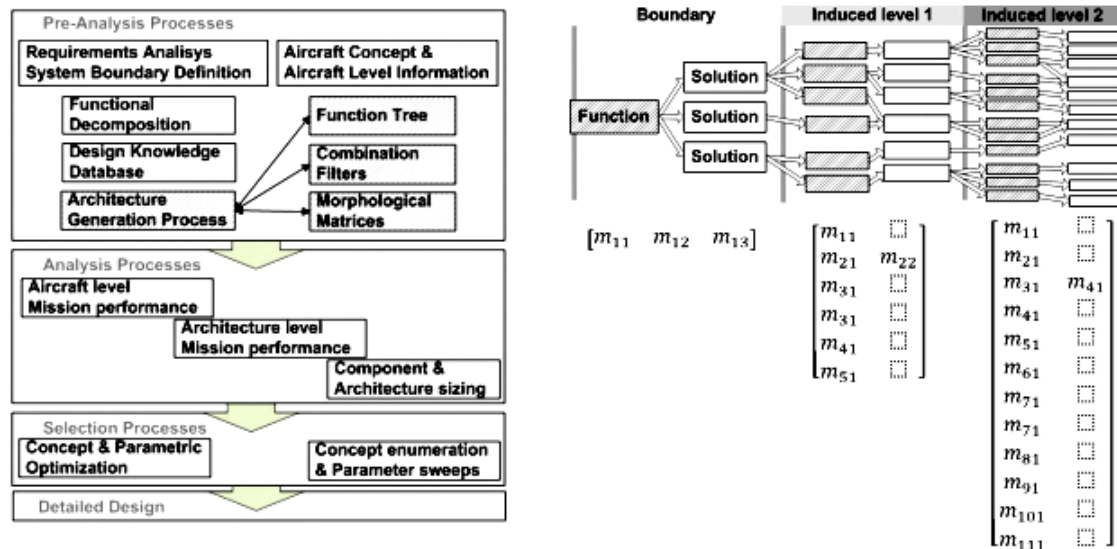 Pre-Analysis Processes
Requirements Analisys
System Boundary Definition
Aircraft Concept &
Aircraft Level Information
Functional
Decomposition
Function Tree
Design Knowledge
Database
Combination
Filters
Architecture
Generation Process
Morphological
Matrices
Analysis Processes
Aircraft level
Mission performance
Architecture level
Mission performance
Component &
Architecture sizing
Selection Processes
Concept & Parametric
Optimization
Concept enumeration
& Parameter sweeps
Detailed Design
Boundary
Induced level 1
Induced level 2
Function
Solution
Solution
Solution
[m₁₁ m₁₂ m₁₃]
m₁₁
m₂₁ m₂₂
m₃₁
m₃₁
m₄₁
m₅₁
m₁₁
m₂₁
m₃₁ m₄₁
m₄₁
m₅₁
m₆₁
m₇₁
m₇₁
m₈₁
m₉₁
m₁₀₁
m₁₁₁